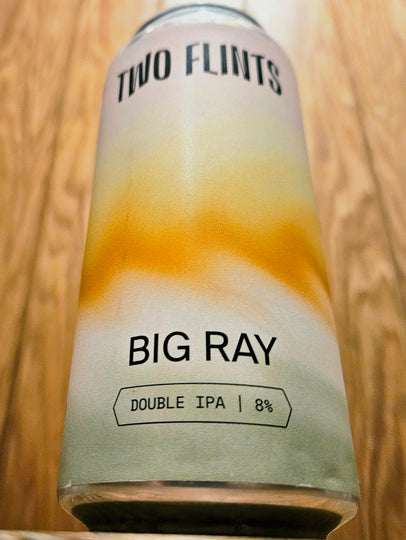 TWO FLINTS
BIG RAY
DOUBLE IPA | 8%